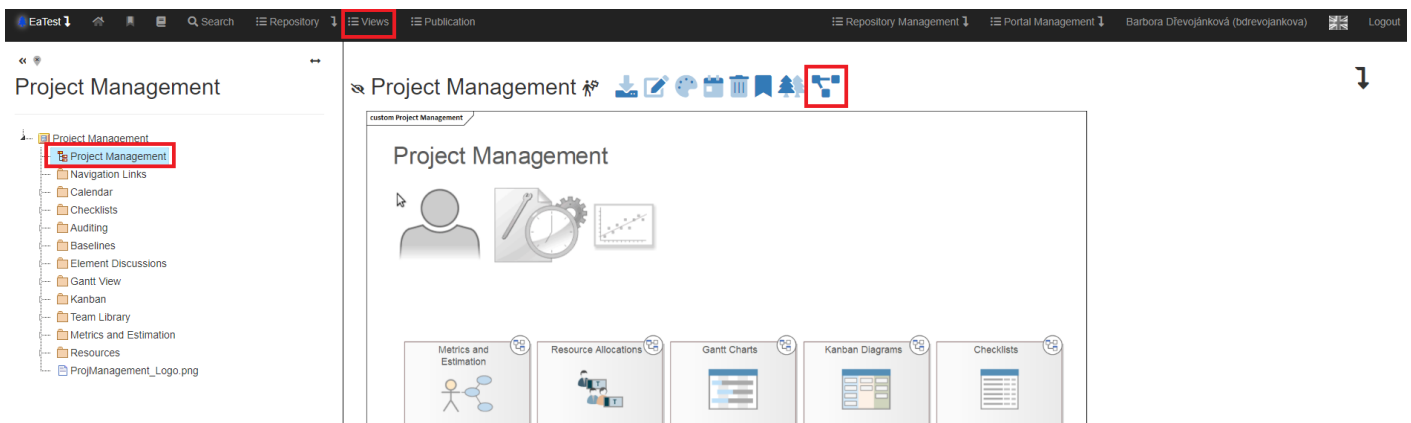 EaTest Search Repository Views Publication Repository Management Portal Management Barbora Dřevojánková (bdrevojankova) Logout
Project Management
Project Management
Project Management
Navigation Links
Calendar
Checklists
Auditing
Baselines
Element Discussions
Gantt View
Kanban
Team Library
Metrics and Estimation
Resources
ProjManagement_Logo.png
Project Management
custom Project Management
Project Management
Metrics and
Estimation
Resource Allocations
T
T
Gantt Charts
Kanban Diagrams
Checklists